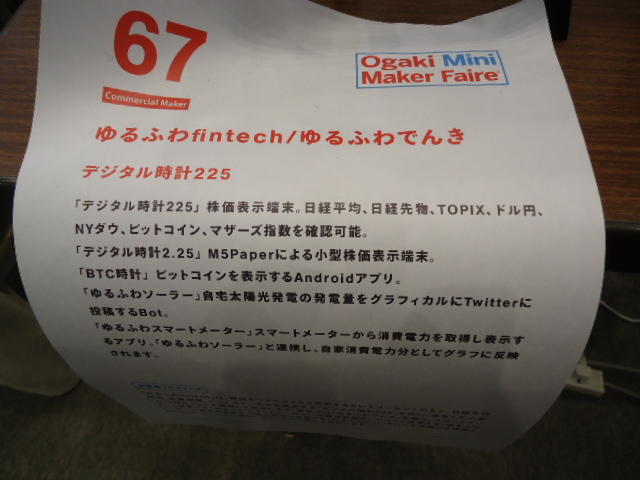 67
Commercial Maker
Ogaki Mini
Maker Faire
ゆるふわfintech/ゆるふわでんき
デジタル時計225
「デジタル時計225」 株価表示端末。日経平均、日経先物、TOPIX、ドル円、
NYダウ、ビットコイン、マザーズ指数を確認可能。
「デジタル時計2.25」 M5Paperによる小型株価表示端末。
「BTC時計」 ビットコインを表示するAndroidアプリ。
「ゆるふわソーラー」自宅太陽光発電の発電量をグラフィカルにTwitterに
投稿するBot。
「ゆるふわスマートメーター」スマートメーターから消費電力を取得し表示す
るアプリ。「ゆるふわソーラー」と連携し、自家消費電力分としてグラフに反映
されます。